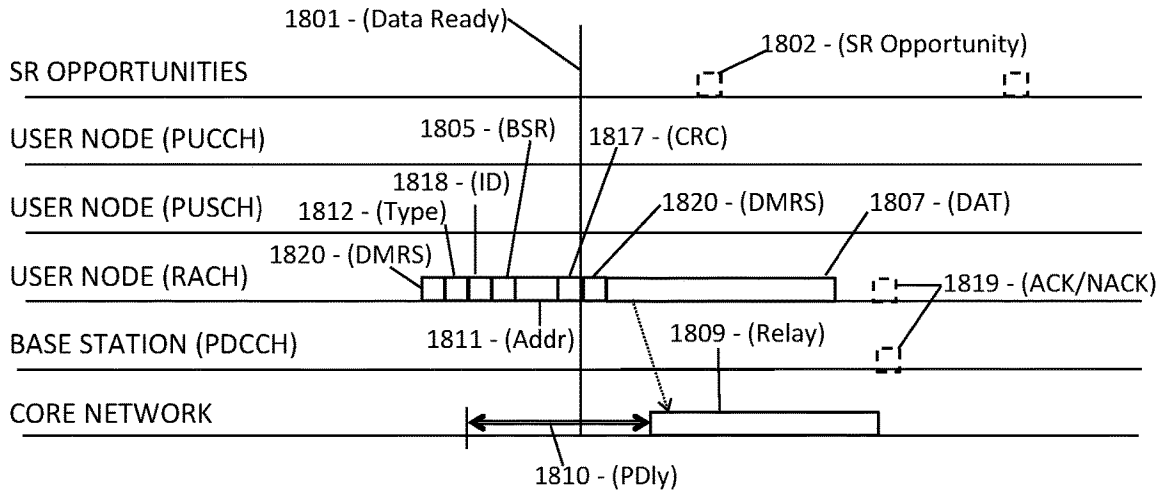 1801 - (Data Ready)
1802 - (SR Opportunity)
SR OPPORTUNITIES
1805 - (BSR)
1817 - (CRC)
USER NODE (PUCCH)
1818 - (ID)
1812 - (Type)
1820 - (DMRS)
1807 - (DAT)
USER NODE (PUSCH)
1820 - (DMRS)
USER NODE (RACH)
1819 - (ACK/NACK)
1811 - (Addr)
1809 - (Relay)
BASE STATION (PDCCH)
CORE NETWORK
1810 - (PDly)